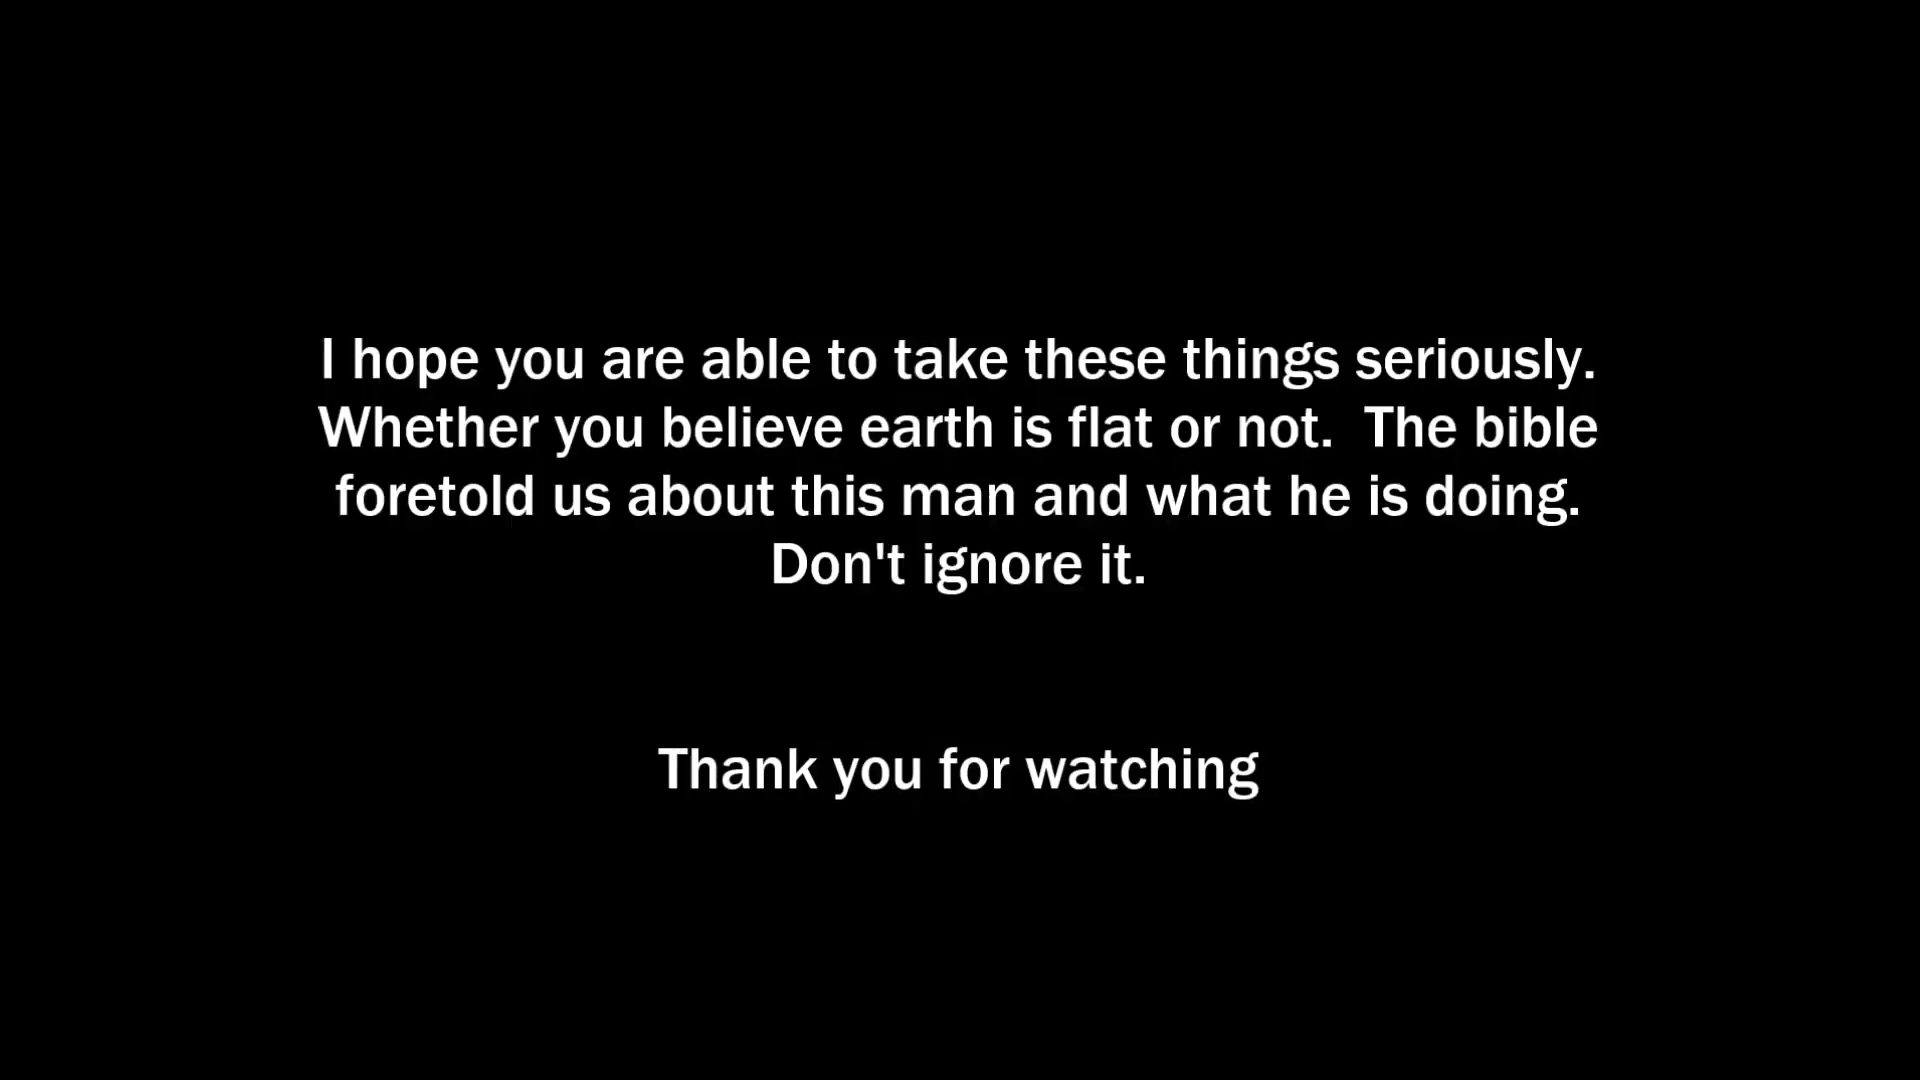 I hope you are able to take these things seriously.
Whether you believe earth is flat or not.  The bible
foretold us about this man and what he is doing.
Don't ignore it.
Thank you for watching